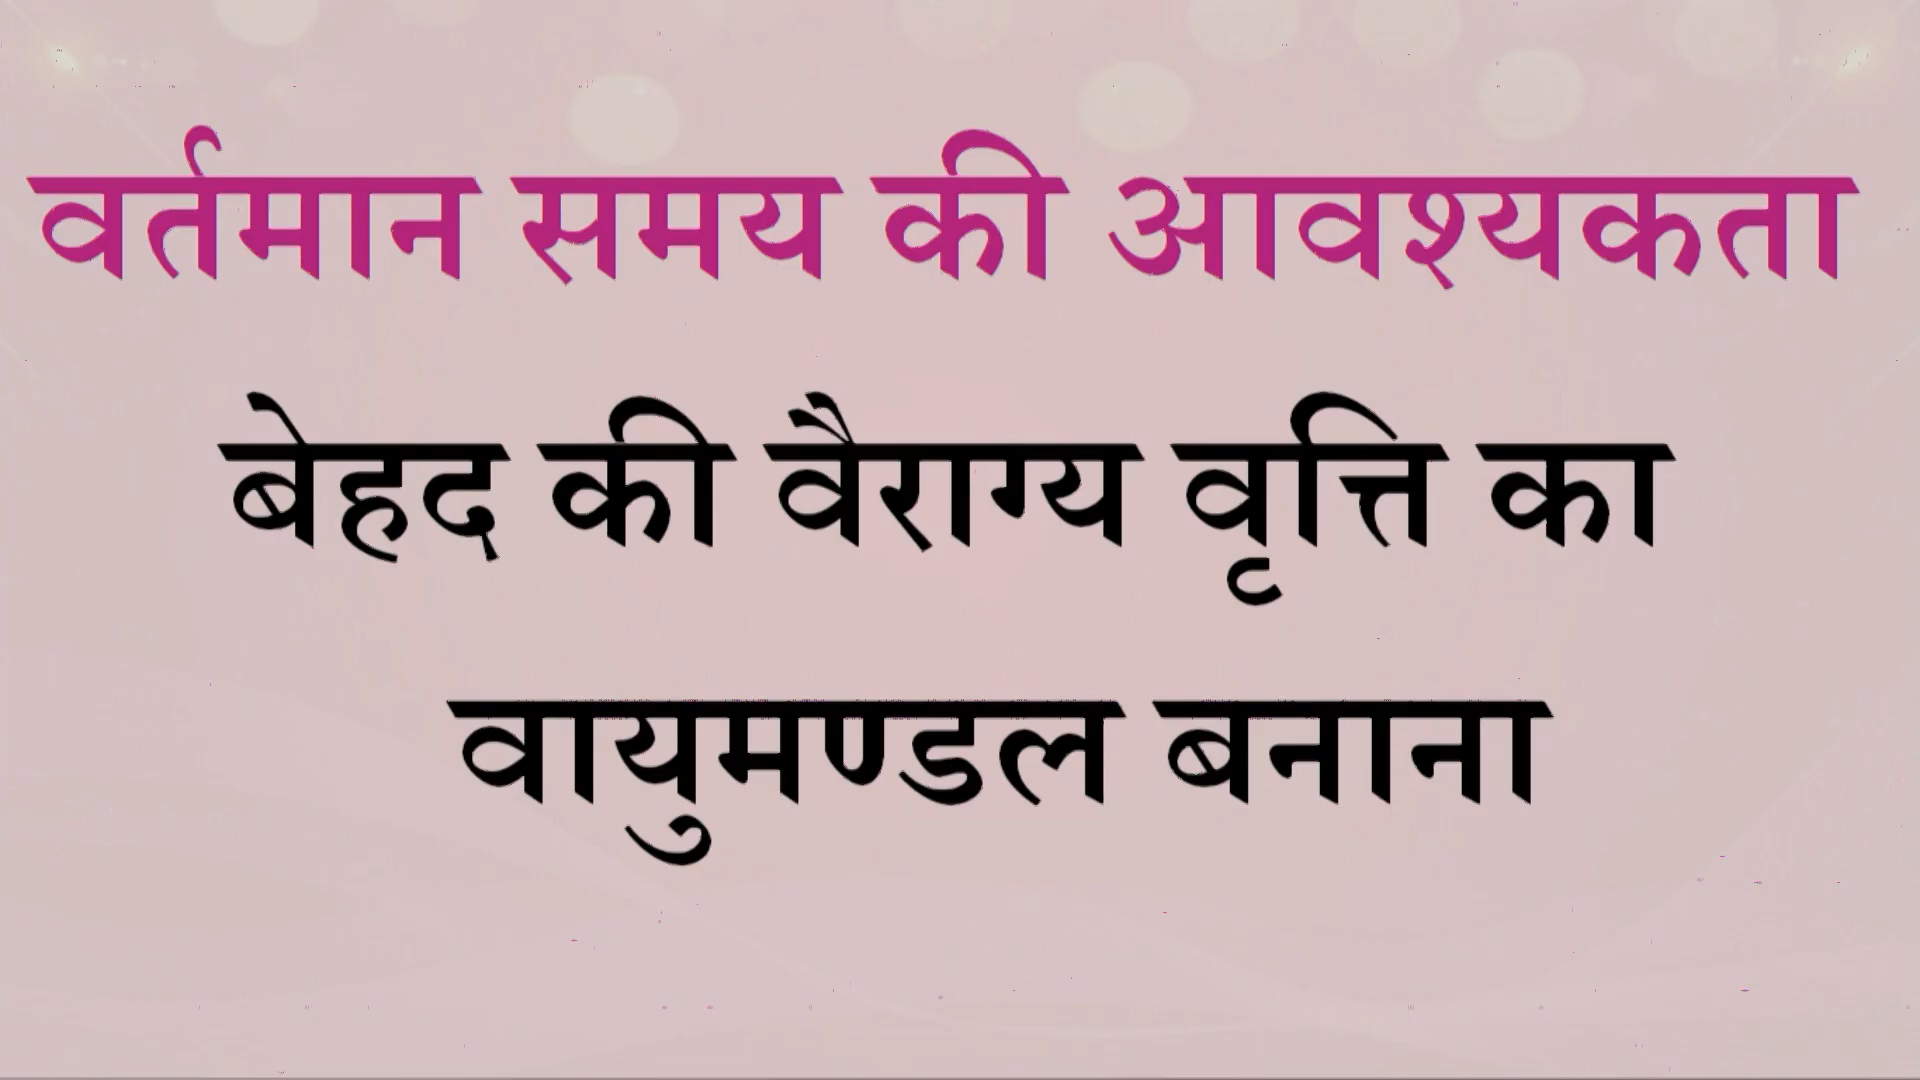 वर्तमान समय की आवश्यकता
बेहद की वैराग्य वृत्ति का
वायुमण्डल बनाना